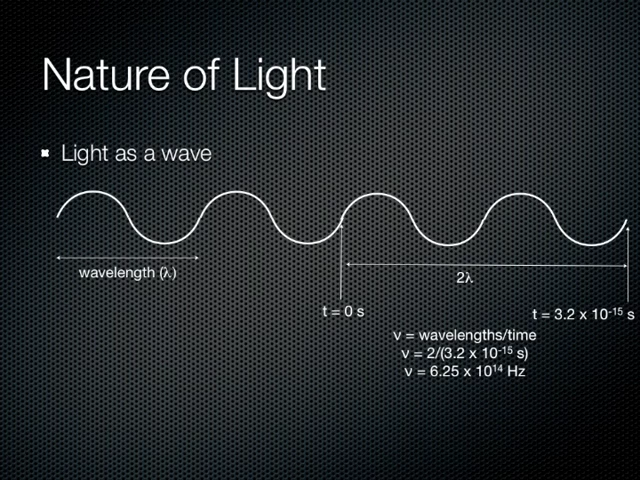 Nature of Light
Light as a wave
wavelength (λ)
2λ
t = 0 s
t = 3.2 x 10⁻¹⁵ s
ν = wavelengths/time
ν = 2/(3.2 x 10⁻¹⁵ s)
ν = 6.25 x 10¹⁴ Hz